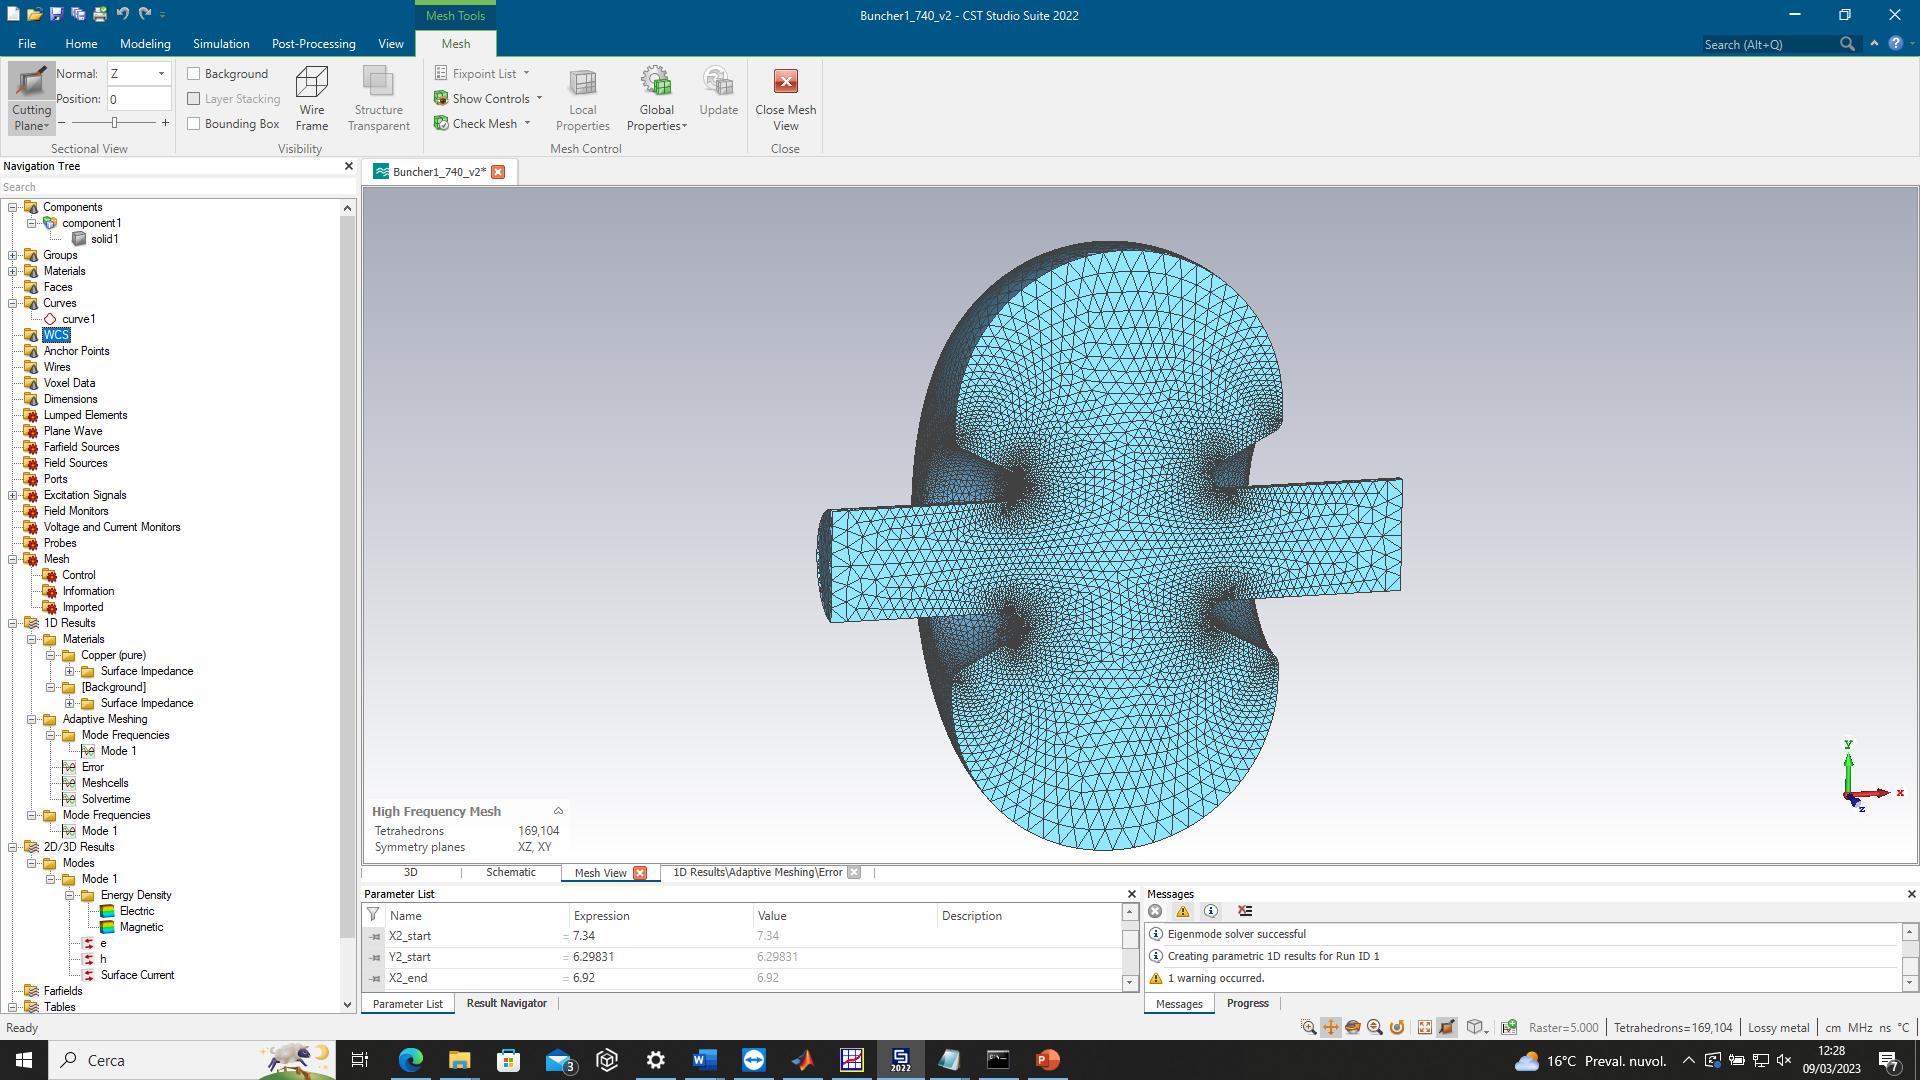 Mesh Tools
Buncher1_740_v2 - CST Studio Suite 2022
File Home Modeling Simulation Post-Processing View Mesh
Search (Alt+Q)
Normal: Z
Position: 0
Cutting Plane
Sectional View
Background
Layer Stacking
Bounding Box
Wire Frame
Structure Transparent
Visibility
Fixpoint List
Show Controls
Check Mesh
Local Properties
Global Properties
Update
Mesh Control
Close Mesh View
Close
Navigation Tree
Search
Components
component1
solid1
Groups
Materials
Faces
Curves
curve1
WCS
Anchor Points
Wires
Voxel Data
Dimensions
Lumped Elements
Plane Wave
Farfield Sources
Field Sources
Ports
Excitation Signals
Field Monitors
Voltage and Current Monitors
Probes
Mesh
Control
Information
Imported
1D Results
Materials
Copper (pure)
Surface Impedance
[Background]
Surface Impedance
Adaptive Meshing
Mode Frequencies
Mode 1
Error
Meshcells
Solvertime
Mode Frequencies
Mode 1
2D/3D Results
Modes
Mode 1
Energy Density
Electric
Magnetic
e
h
Surface Current
Farfields
Tables
Buncher1_740_v2*
High Frequency Mesh
Tetrahedrons 169,104
Symmetry planes XZ, XY
y
x
z
3D Schematic Mesh View 1D Results\Adaptive Meshing\Error
Parameter List
Name Expression Value Description
X2_start = 7.34 7.34
Y2_start = 6.29831 6.29831
X2_end = 6.92 6.92
Parameter List Result Navigator
Messages
Eigenmode solver successful
Creating parametric 1D results for Run ID 1
1 warning occurred.
Messages Progress
Ready
Raster=5.000 Tetrahedrons=169,104 Lossy metal cm MHz ns °C
Cerca
3
2022
16°C Preval. nuvol.
12:28
09/03/2023
7